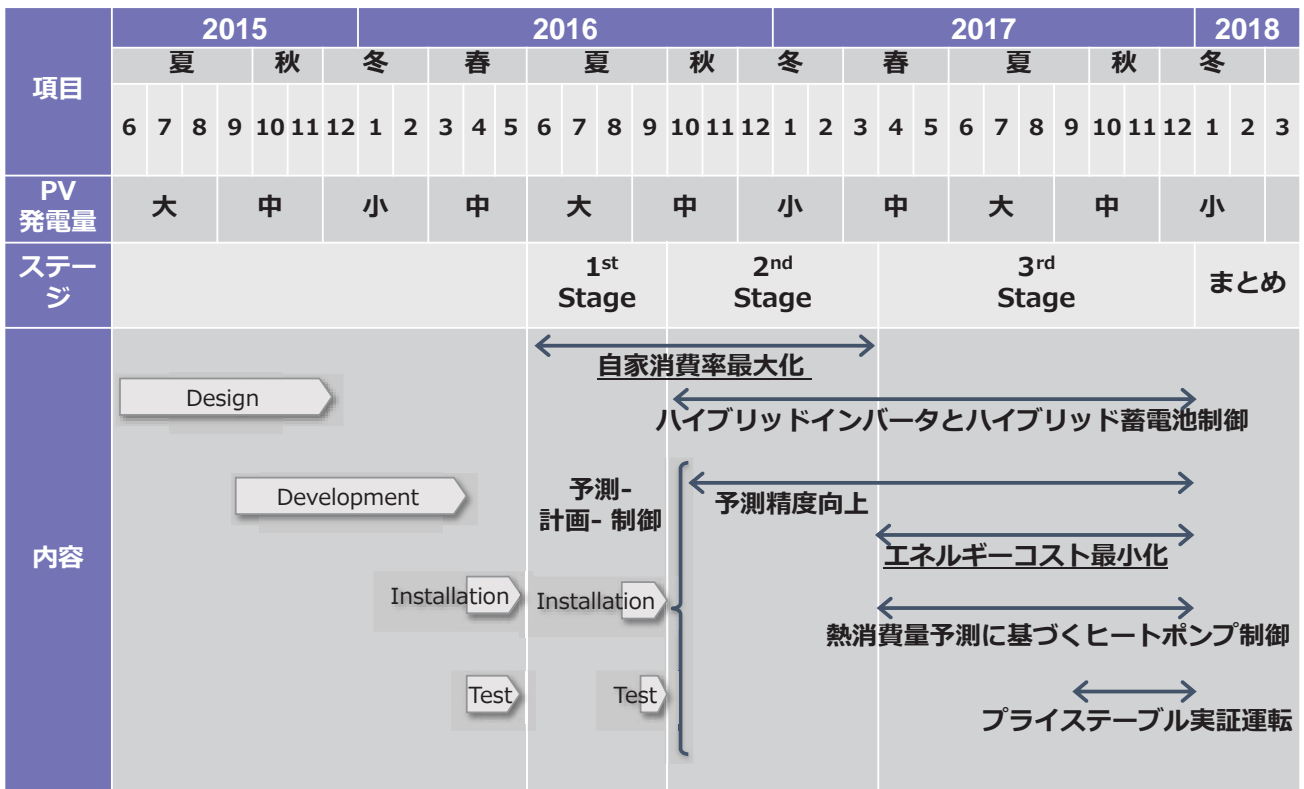 項目
2015
2016
2017
2018
夏 秋 冬 春 夏 秋 冬 春 夏 秋 冬
6 7 8 9 10 11 12 1 2 3 4 5 6 7 8 9 10 11 12 1 2 3 4 5 6 7 8 9 10 11 12 1 2 3
PV
発電量
大 中 小 中 大 中 小 中 大 中 小
ステー
ジ
1st
Stage
2nd
Stage
3rd
Stage
まとめ
内容
自家消費率最大化
Design
ハイブリッドインバータとハイブリッド蓄電池制御
Development
予測-
計画- 制御
予測精度向上
エネルギーコスト最小化
Installation
Installation
熱消費量予測に基づくヒートポンプ制御
Test
Test
プライステーブル実証運転